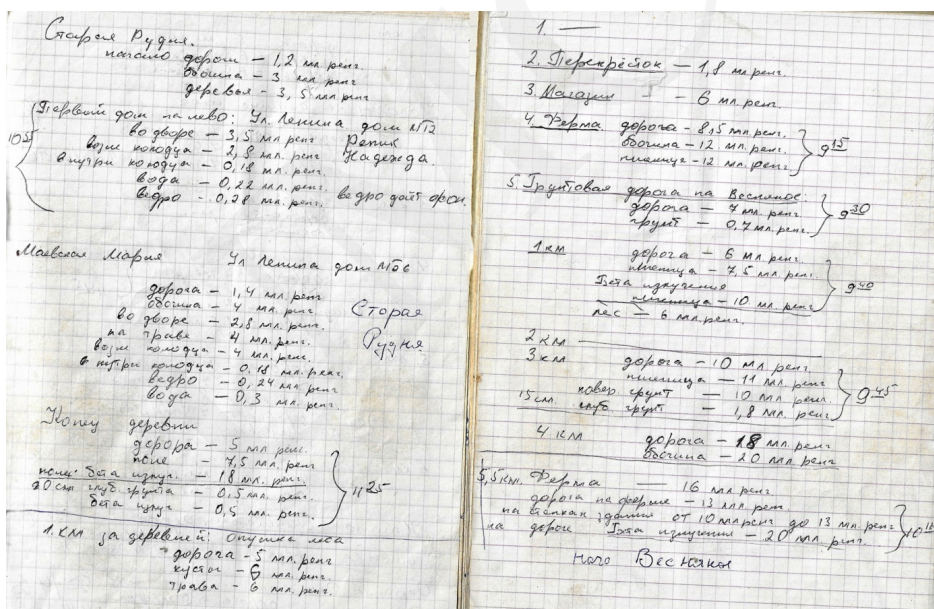 Старая Рудня.
начало дороги — 1,2 мл. рент.
обочина — 3 мл рент
деревья — 3,5 мл рент
Первый дом налево: Ул. Ленина дом №12
во дворе — 3,5 мл. рент Репик
возле колодца — 2,8 мл. рент Надежда
внутри колодца — 0,18 мл. рент.
вода — 0,22 мл. рент.
ведро — 0,28 мл. рент. ведро даёт фон.
10 55
Маевская Мария Ул Ленина дом №66
дорога — 1,4 мл. рент
обочина — 4 мл. рент Старая
во дворе — 2,8 мл. рент. Рудня
на траве — 4 мл. рент.
возле колодца — 4 мл. рент.
в нутри колодца — 0,18 мл. рент.
ведро — 0,24 мл рент
вода — 0,3 мл. рент.
Конец деревни
дорора — 5 мл рент.
поле — 7,5 мл. рент
поле: бета излуч. — 18 мл. рент.
20 см глуб грунта — 0,5 мл. рент.
бета излуч — 0,5 мл. рент.
11 25
1. км за деревней: опушка леса
дорога — 5 мл. рент
кусты — 6 мл. рент
трава — 6 мл. рент.
1. —
2. Перекрёсток — 1,8 мл. рент.
3. Магазин — 6 мл. рент.
4. Ферма дорога — 8,5 мл. рент.
обочина — 12 мл. рент.
пшеница — 12 мл. рент.
9 15
5. Грунтовая дорога на Весняное:
дорога — 7 мл. рент.
грунт — 0,7 мл. рент.
9 30
1 км дорога — 6 мл. рент.
пшеница — 7,5 мл. рент.
Бета излучения
пшеница — 10 мл. рент
лес — 6 мл. рент.
9 40
2 км —
3 км дорога — 10 мл рент.
пшеница — 11 мл. рент
повер. грунт — 10 мл. рент.
15 см глуб грунт — 1,8 мл. рент
9 45
4 км дорога — 18 мл. рент
обочина — 20 мл. рент
5,5 км. Ферма — 16 мл. рент
дорога на ферме — 13 мл. рент.
на стенках здания от 10 мл рент до 13 мл. рент
на дороге Бета излучения — 20 мл. рент.
Весняны